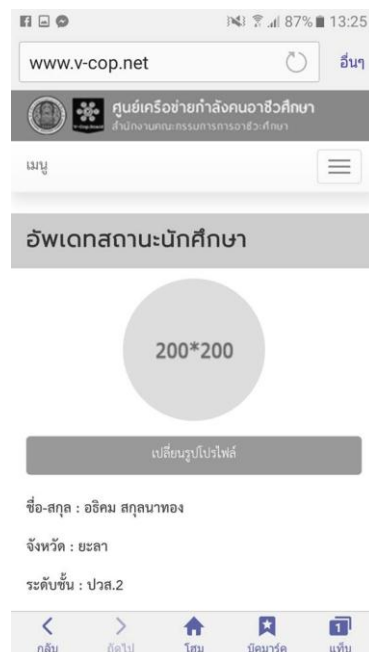 87% 13:25
www.v-cop.net อื่นๆ
ศูนย์เครือข่ายกำลังคนอาชีวศึกษา
สำนักงานคณะกรรมการการอาชีวะศึกษา
เมนู
อัพเดทสถานะนักศึกษา
200*200
เปลี่ยนรูปโปรไฟล์
ชื่อ-สกุล : อธิคม สกุลนาทอง
จังหวัด : ยะลา
ระดับชั้น : ปวส.2
1
กลับ ถัดไป โฮม บุ๊คมาร์ค แท็บ